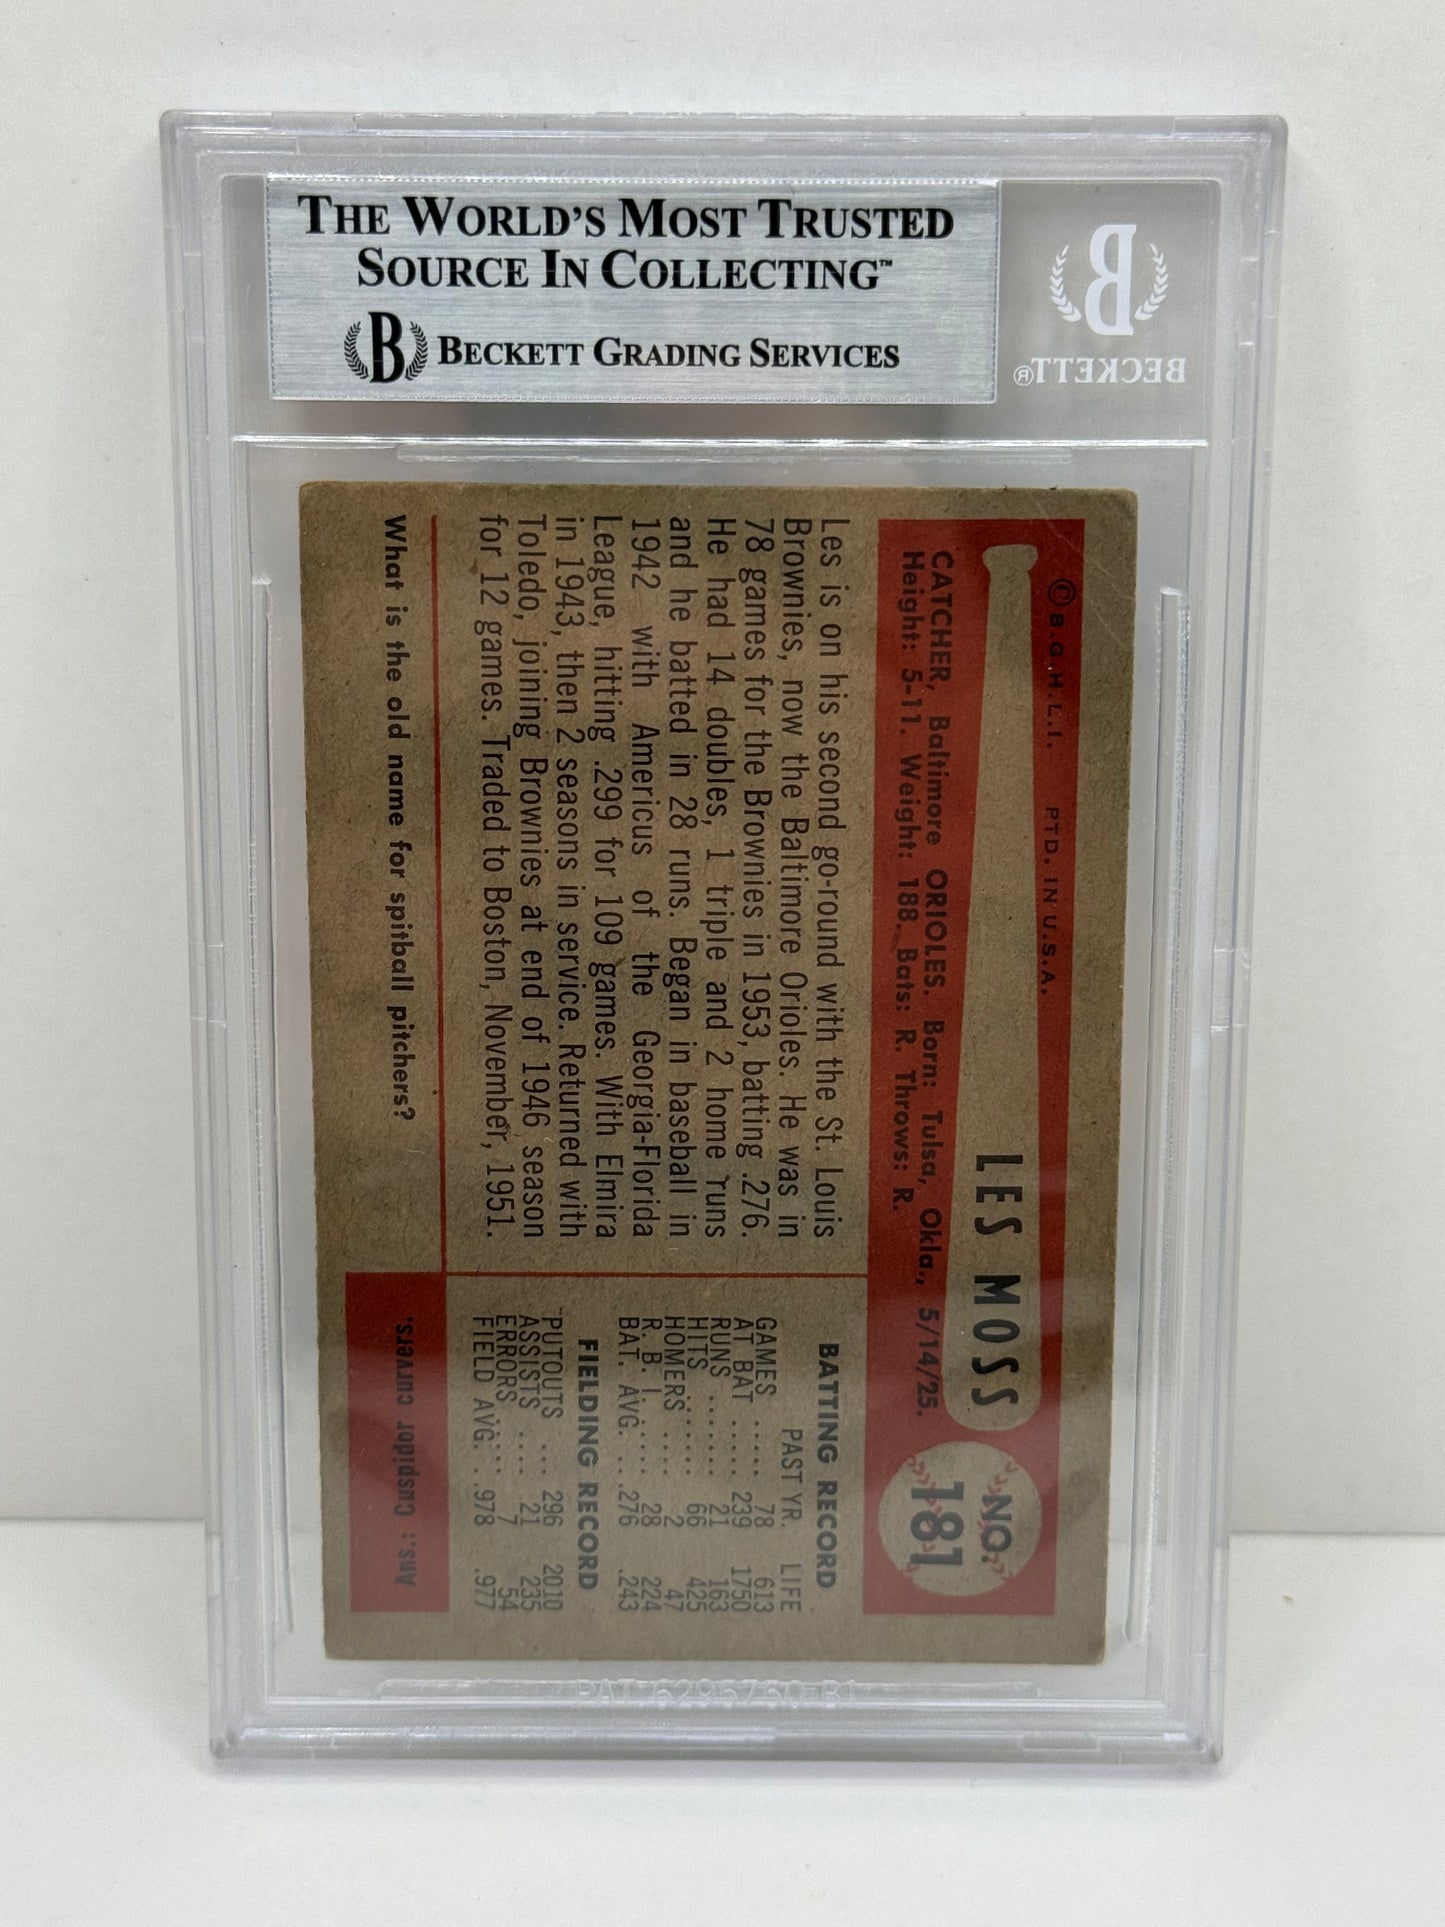 THE WORLD'S MOST TRUSTED
SOURCE IN COLLECTING™
B BECKETT GRADING SERVICES
B
BECKETT®
© B.G.H.L.I. PTD. IN U.S.A.
LES MOSS
NO.
181
CATCHER, Baltimore ORIOLES. Born: Tulsa, Okla., 5/14/25.
Height: 5-11. Weight: 188. Bats: R. Throws: R.
Les is on his second go-round with the St. Louis
Brownies, now the Baltimore Orioles. He was in
78 games for the Brownies in 1953, batting .276.
He had 14 doubles, 1 triple and 2 home runs
and he batted in 28 runs. Began in baseball in
1942 with Americus of the Georgia-Florida
League, hitting .299 for 109 games. With Elmira
in 1943, then 2 seasons in service. Returned with
Toledo, joining Brownies at end of 1946 season
for 12 games. Traded to Boston, November, 1951.
BATTING RECORD
PAST YR. LIFE
GAMES ..... 78 613
AT BAT ..... 239 1750
RUNS ....... 21 163
HITS ....... 66 425
HOMERS .... 2 47
R. B. I. .... 28 224
BAT. AVG. ... .276 .243
FIELDING RECORD
PUTOUTS ... 296 2010
ASSISTS .... 21 235
ERRORS .... 7 54
FIELD AVG. .. .978 .977
What is the old name for spitball pitchers?
Ans.: Cuspidor curvers.
PAT 6295750 B1